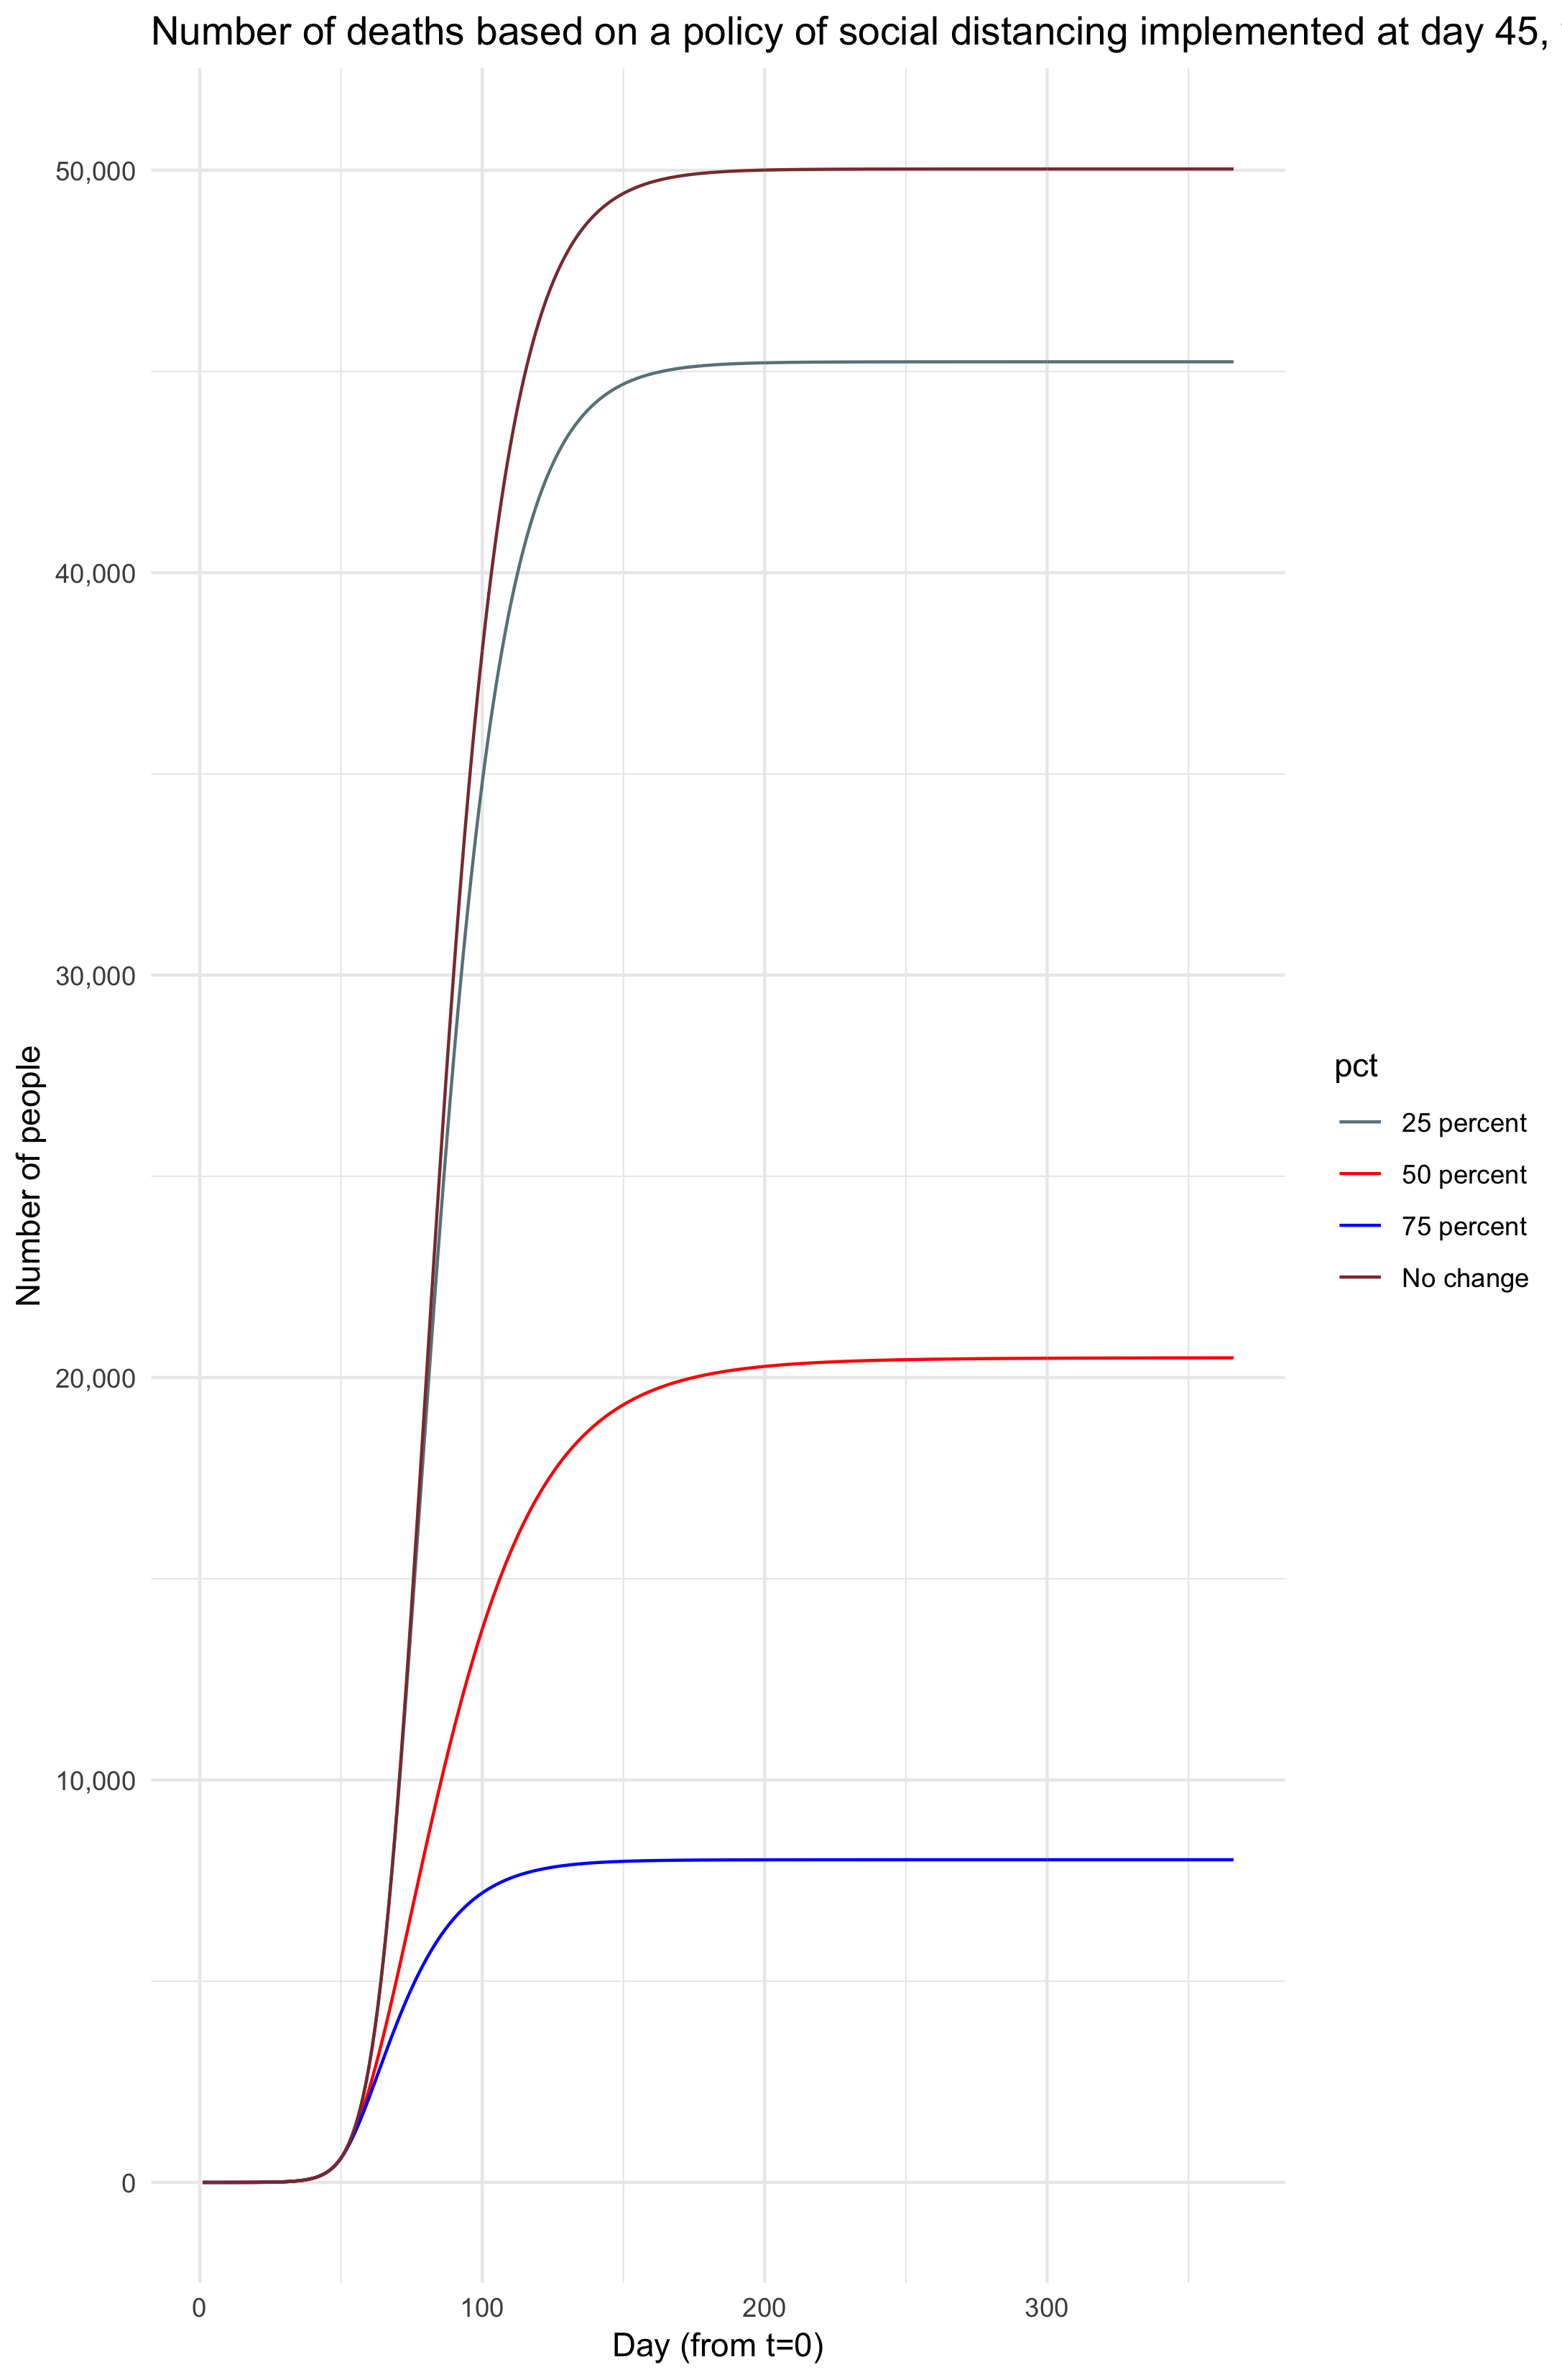 Number of deaths based on a policy of social distancing implemented at day 45,
50,000
40,000
30,000
20,000
10,000
0
Number of people
0 100 200 300
Day (from t=0)
pct
25 percent
50 percent
75 percent
No change